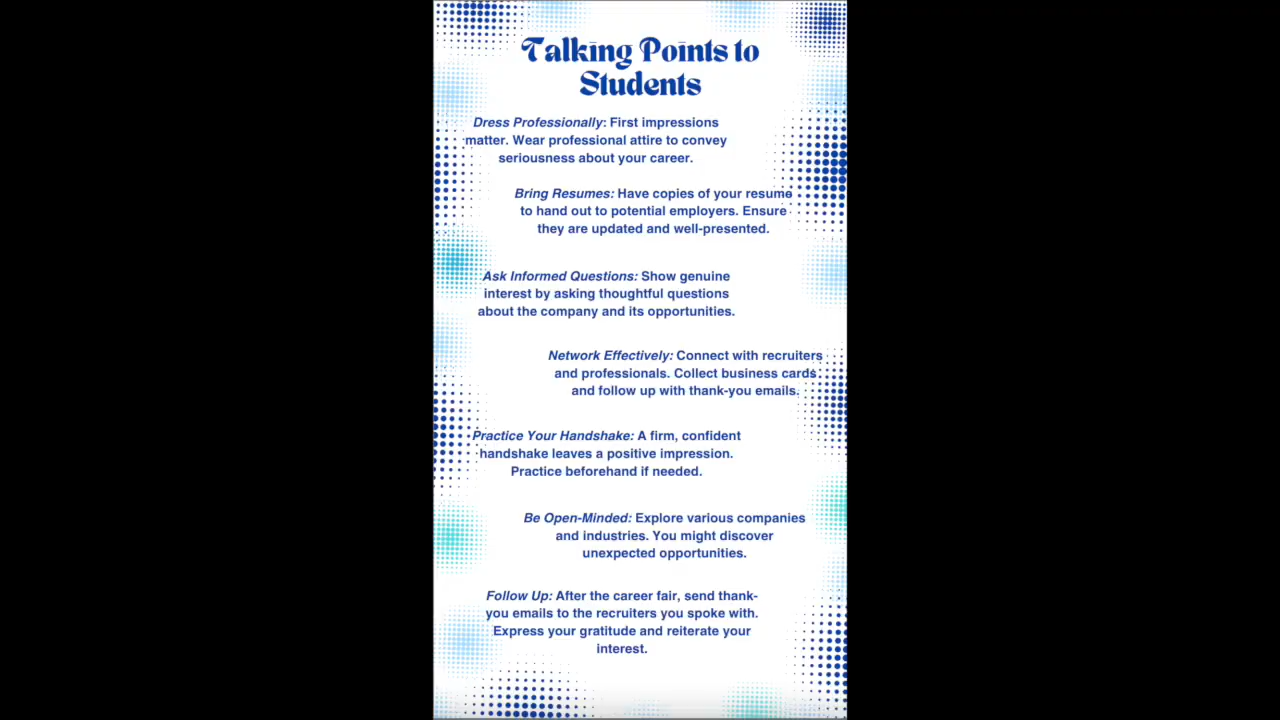 Talking Points to
Students
Dress Professionally: First impressions
matter. Wear professional attire to convey
seriousness about your career.
Bring Resumes: Have copies of your resume
to hand out to potential employers. Ensure
they are updated and well-presented.
Ask Informed Questions: Show genuine
interest by asking thoughtful questions
about the company and its opportunities.
Network Effectively: Connect with recruiters
and professionals. Collect business cards
and follow up with thank-you emails.
Practice Your Handshake: A firm, confident
handshake leaves a positive impression.
Practice beforehand if needed.
Be Open-Minded: Explore various companies
and industries. You might discover
unexpected opportunities.
Follow Up: After the career fair, send thank-
you emails to the recruiters you spoke with.
Express your gratitude and reiterate your
interest.